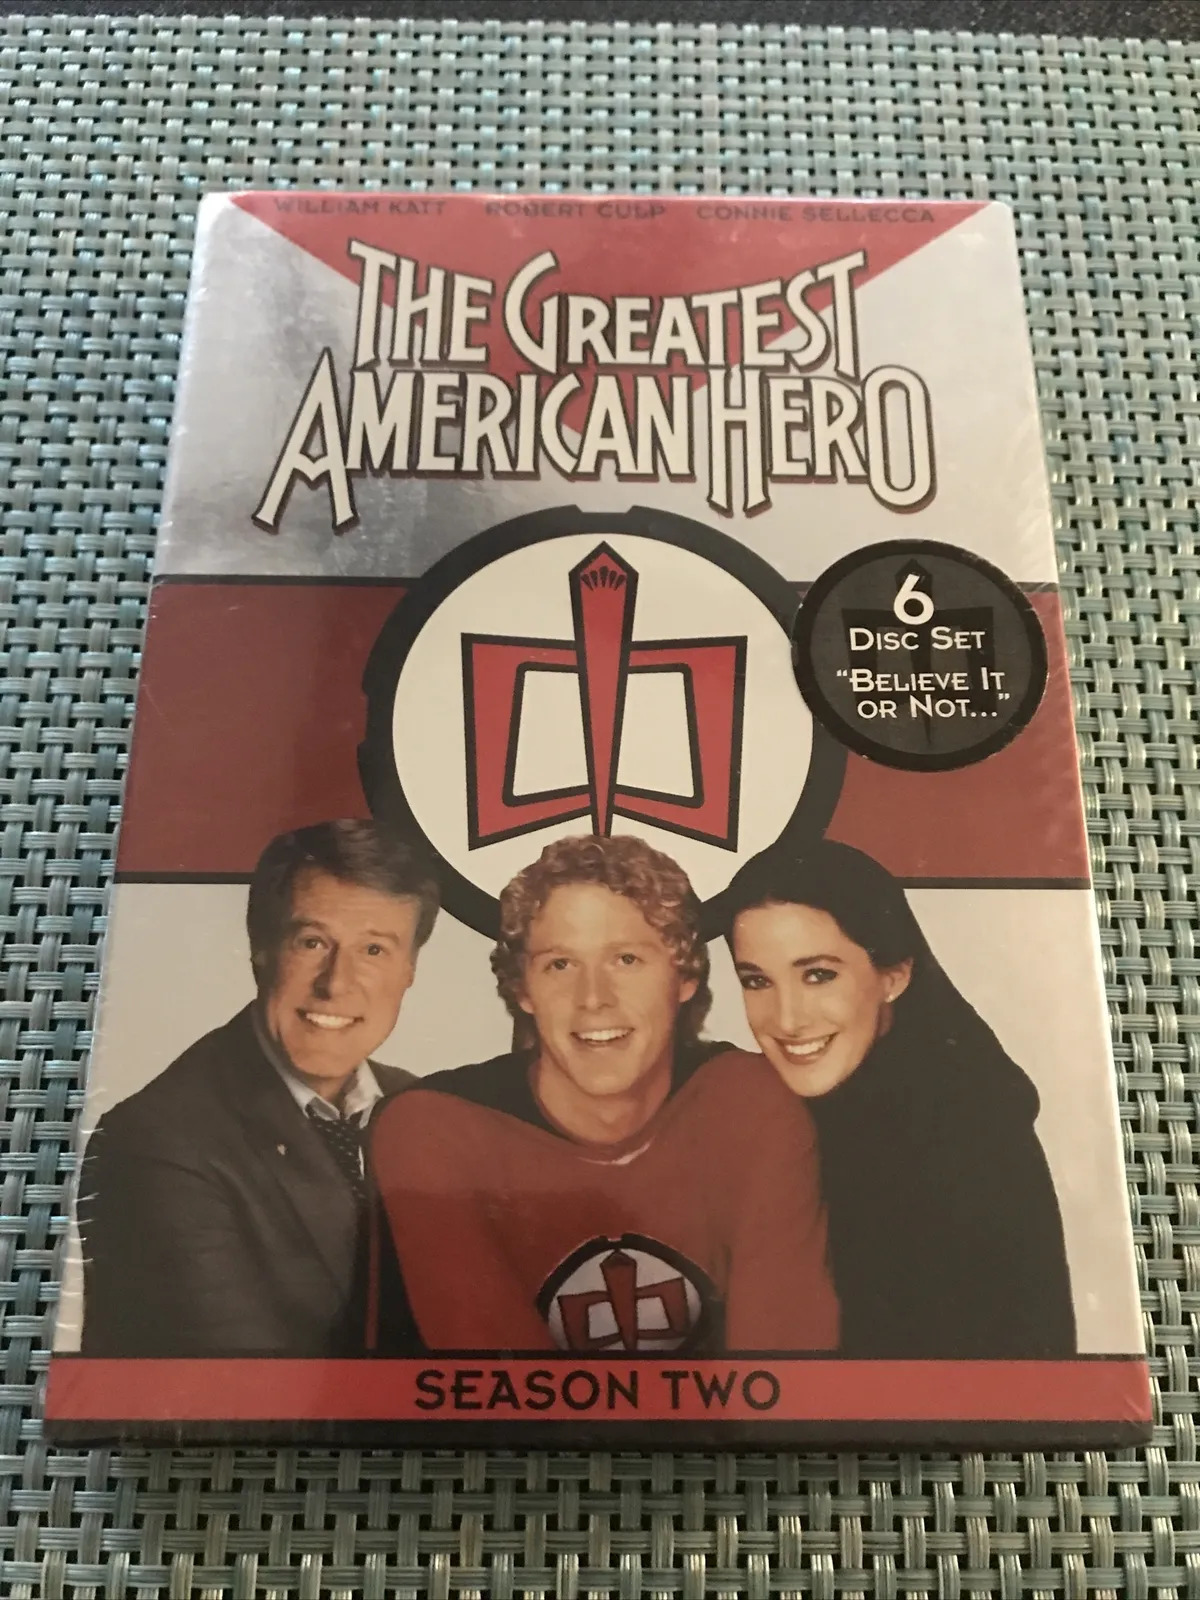 WILLIAM KATT ROBERT CULP CONNIE SELLECCA
THE GREATEST
AMERICAN HERO
6
DISC SET
"BELIEVE IT
OR NOT..."
SEASON TWO